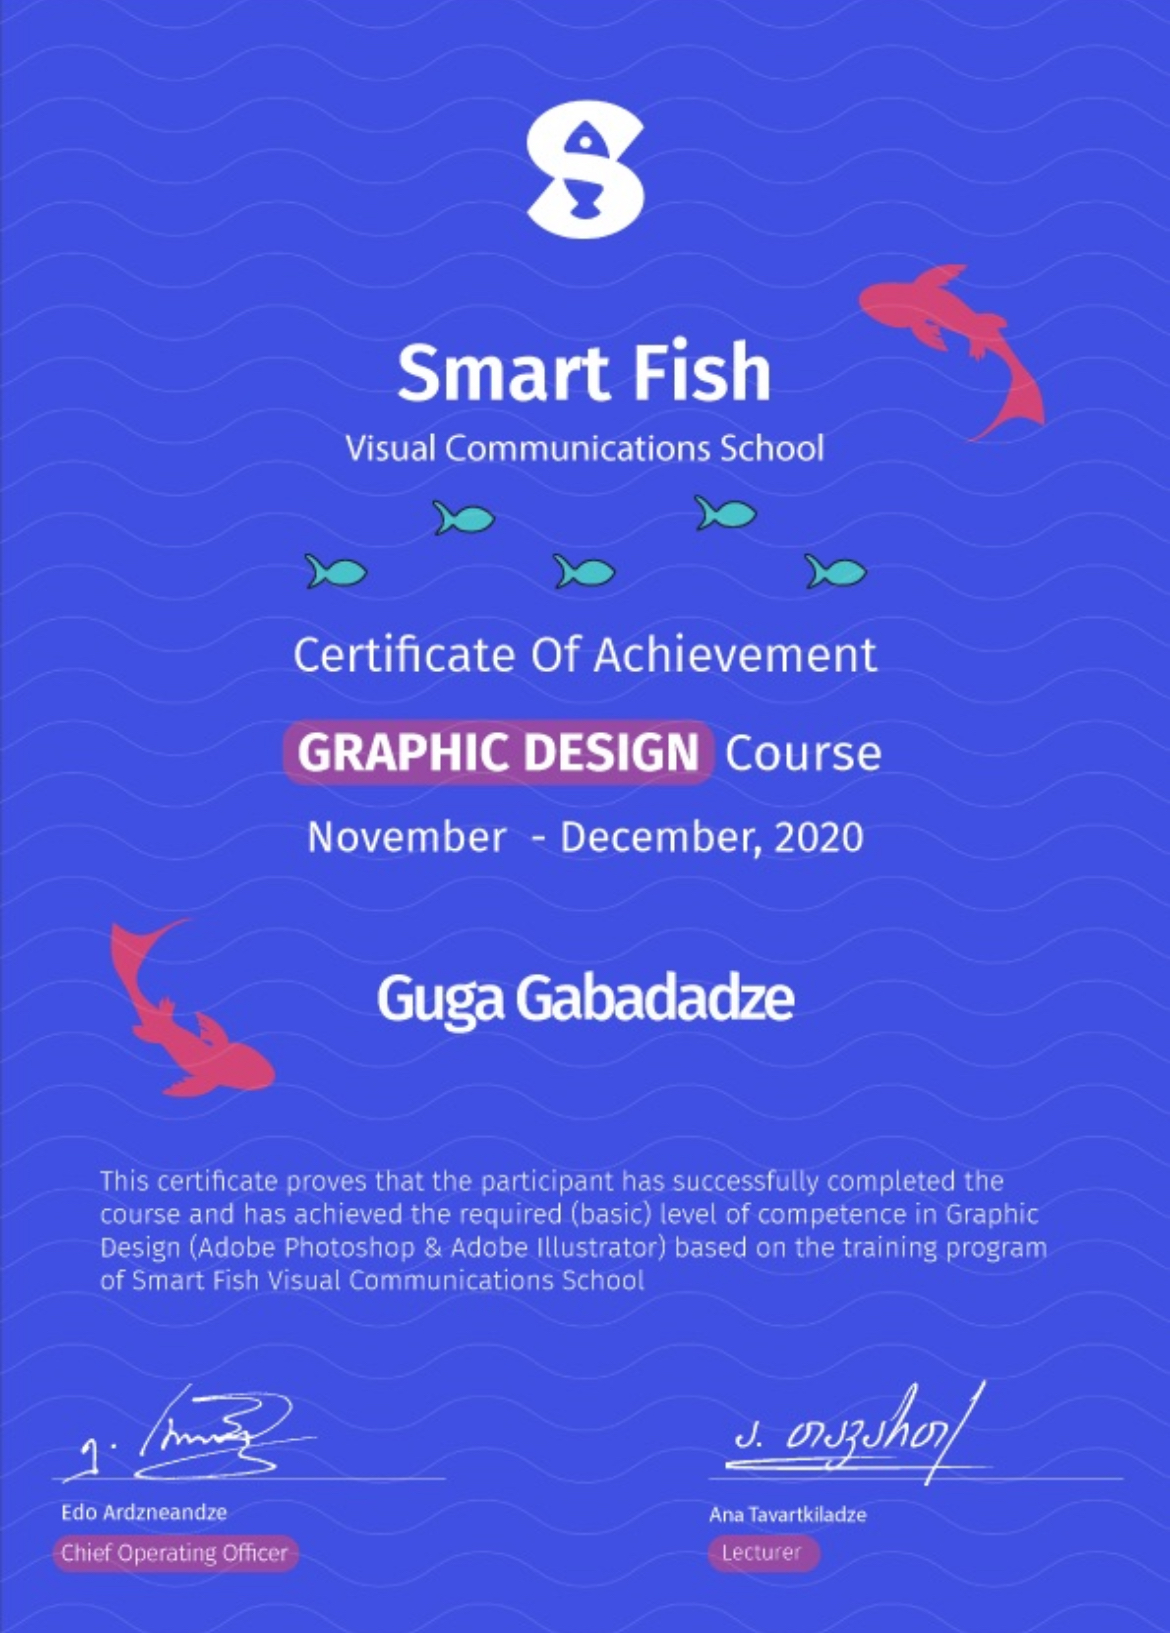 S
Smart Fish
Visual Communications School
Certificate Of Achievement
GRAPHIC DESIGN Course
November - December, 2020
Guga Gabadadze
This certificate proves that the participant has successfully completed the
course and has achieved the required (basic) level of competence in Graphic
Design (Adobe Photoshop & Adobe Illustrator) based on the training program
of Smart Fish Visual Communications School
ა. თავართ
Edo Ardzneandze
Ana Tavartkiladze
Chief Operating Officer
Lecturer